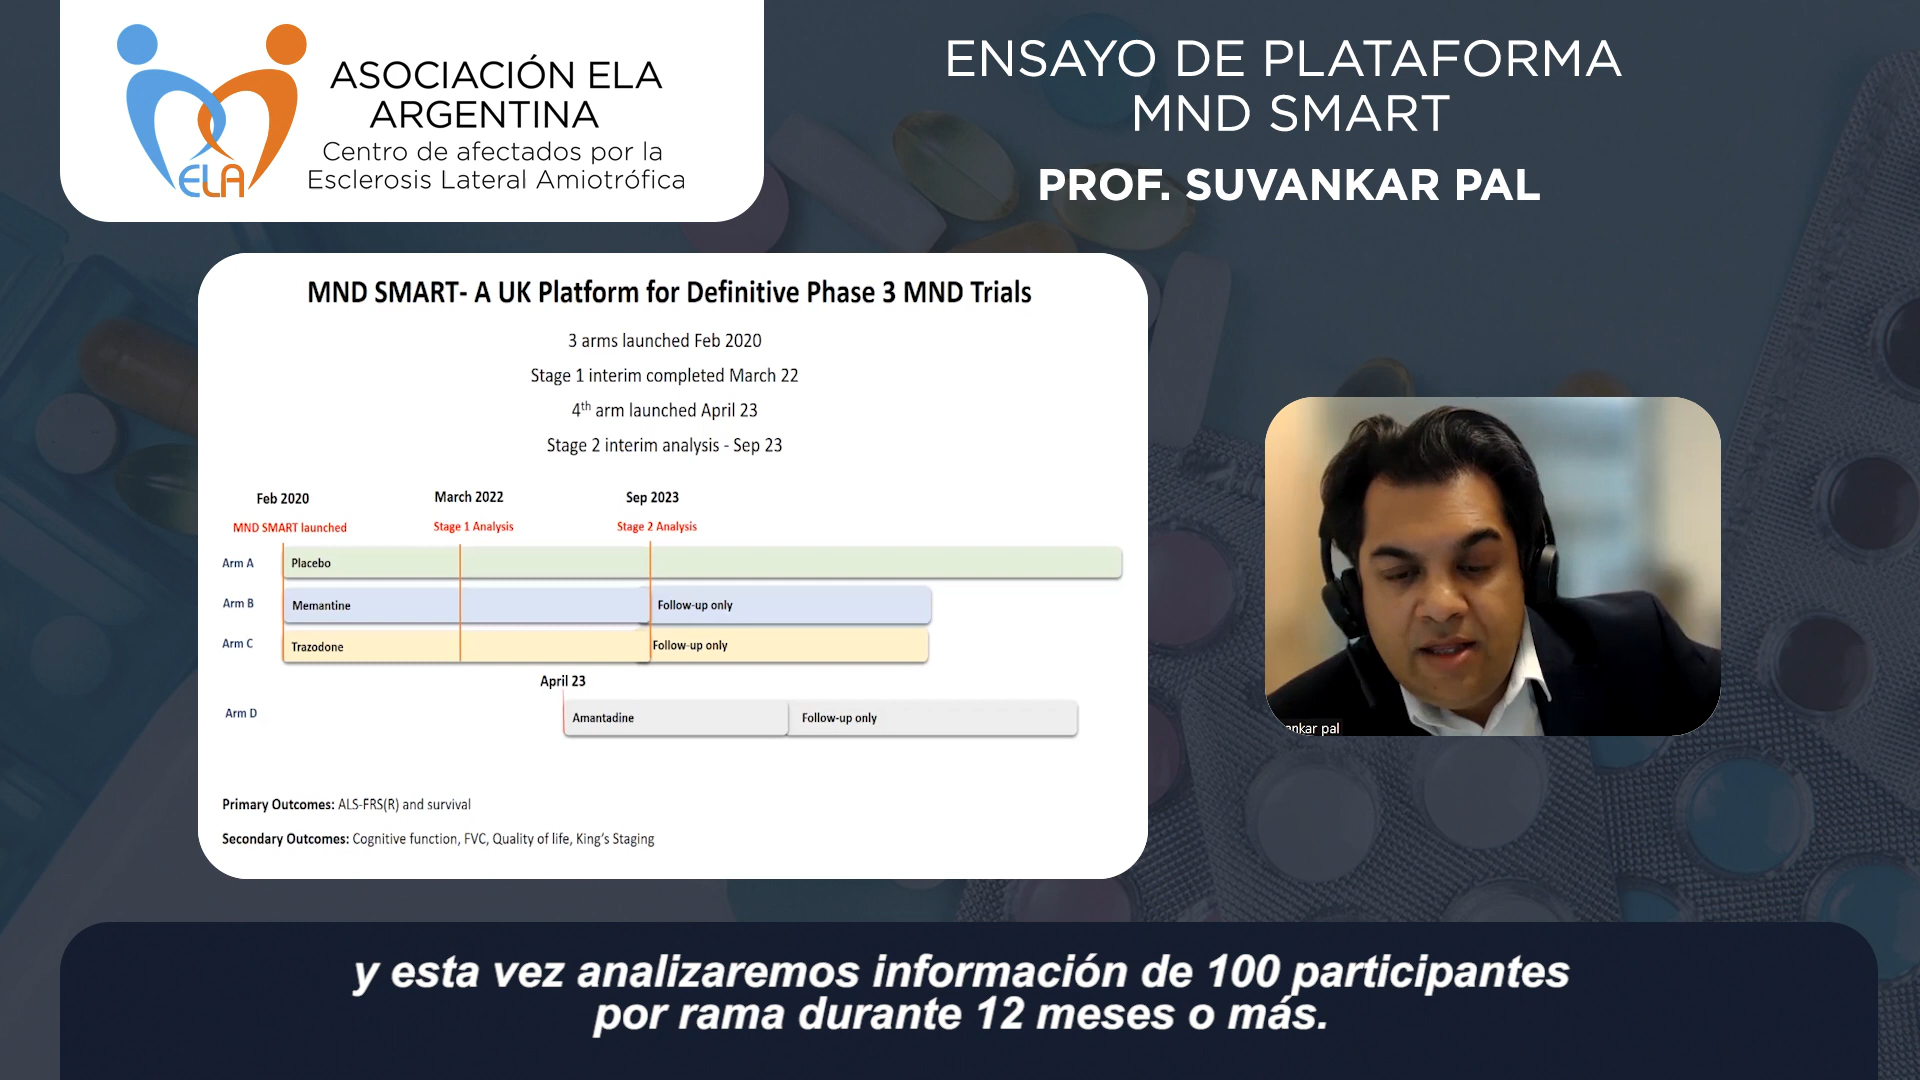 ASOCIACIÓN ELA
ARGENTINA
Centro de afectados por la
Esclerosis Lateral Amiotrófica
ELA
ENSAYO DE PLATAFORMA
MND SMART
PROF. SUVANKAR PAL
MND SMART- A UK Platform for Definitive Phase 3 MND Trials
3 arms launched Feb 2020
Stage 1 interim completed March 22
4th arm launched April 23
Stage 2 interim analysis - Sep 23
Feb 2020 March 2022 Sep 2023
MND SMART launched Stage 1 Analysis Stage 2 Analysis
Arm A Placebo
Arm B Memantine Follow-up only
Arm C Trazodone Follow-up only
April 23
Arm D Amantadine Follow-up only
Primary Outcomes: ALS-FRS(R) and survival
Secondary Outcomes: Cognitive function, FVC, Quality of life, King's Staging
ankar pal
y esta vez analizaremos información de 100 participantes
por rama durante 12 meses o más.